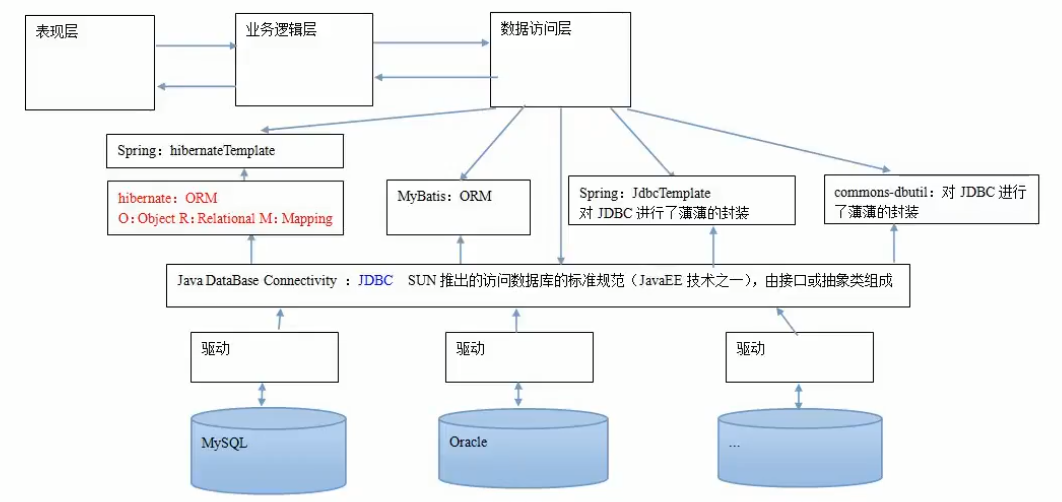 表现层
业务逻辑层
数据访问层
Spring：hibernateTemplate
hibernate：ORM
O：Object R：Relational M：Mapping
MyBatis：ORM
Spring：JdbcTemplate
对 JDBC 进行了薄薄的封装
commons-dbutil：对 JDBC 进行
了薄薄的封装
Java DataBase Connectivity ：JDBC SUN 推出的访问数据库的标准规范（JavaEE 技术之一），由接口或抽象类组成
驱动
驱动
驱动
MySQL
Oracle
...